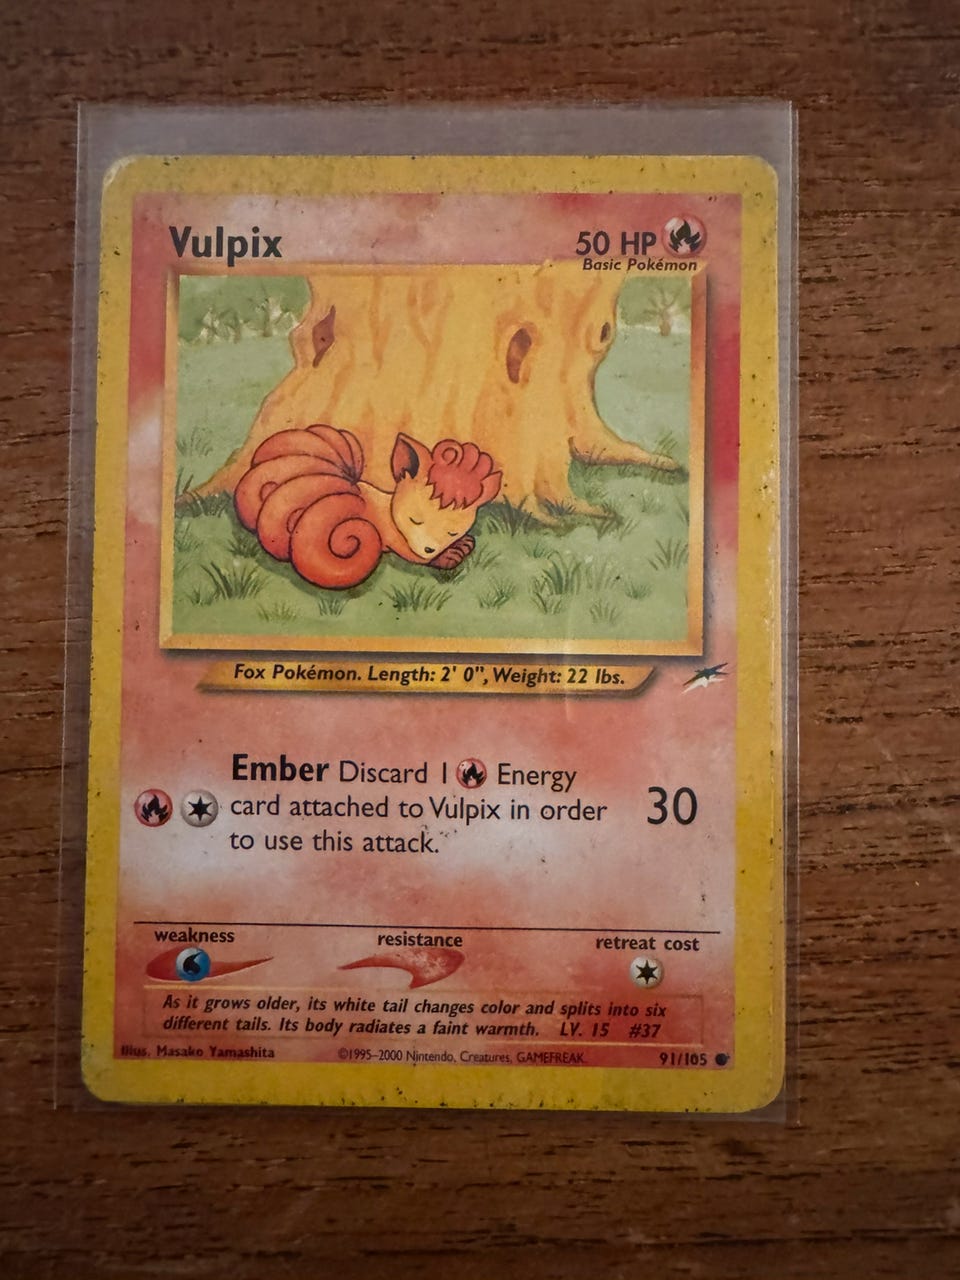 Vulpix
50 HP
Basic Pokémon
Fox Pokémon. Length: 2' 0", Weight: 22 lbs.
Ember Discard 1 Energy
card attached to Vulpix in order
to use this attack.
30
weakness
resistance
retreat cost
As it grows older, its white tail changes color and splits into six
different tails. Its body radiates a faint warmth. LV. 15 #37
Illus. Masako Yamashita
©1995–2000 Nintendo, Creatures, GAMEFREAK.
91/105